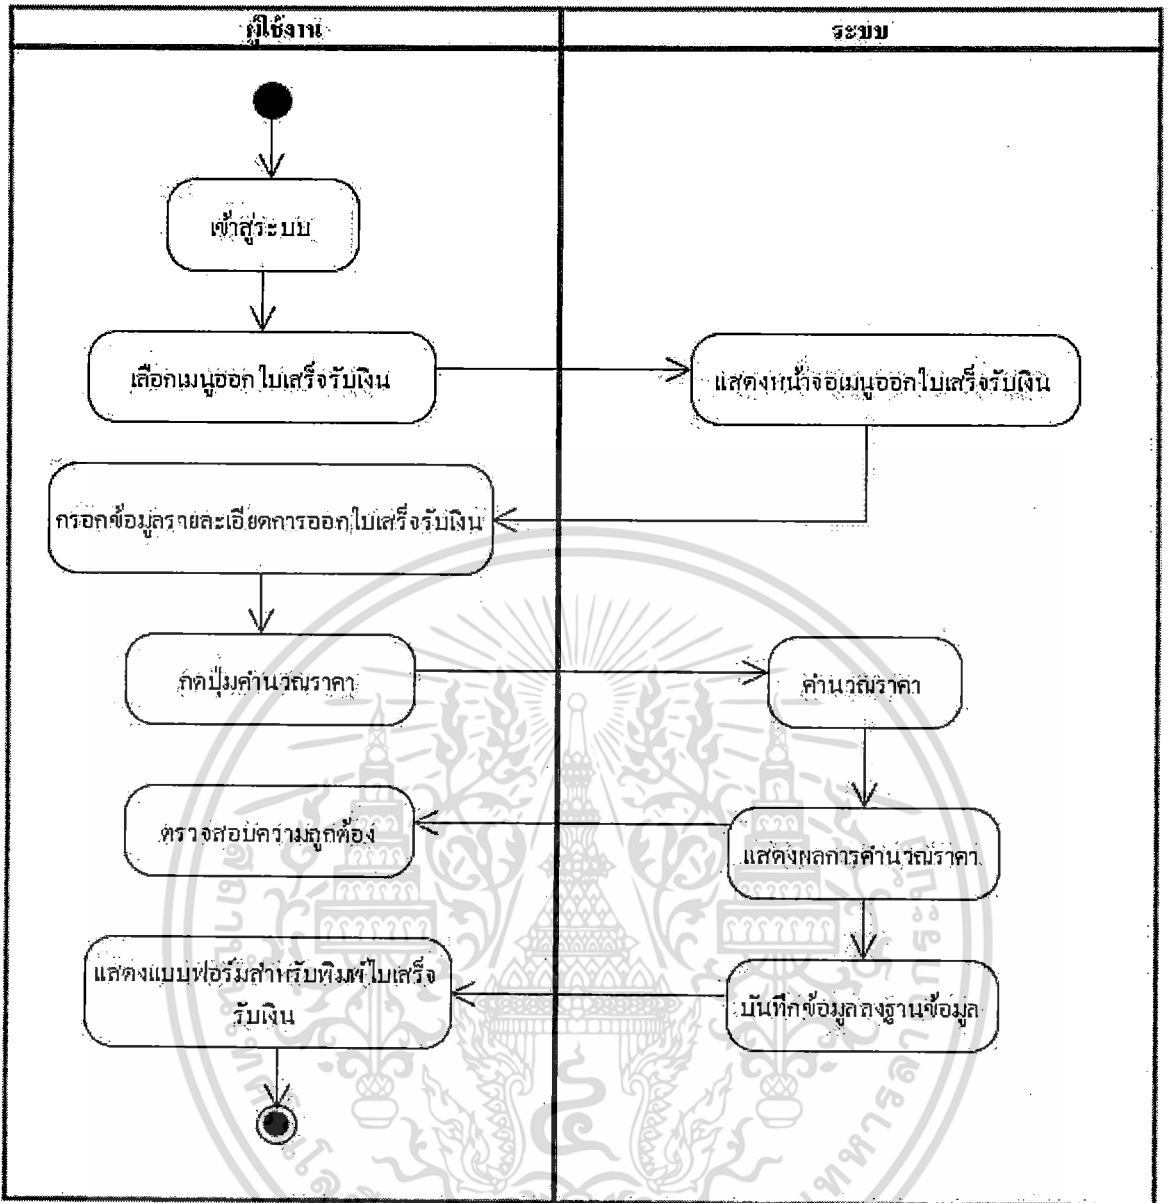 ผู้ใช้งาน
ระบบ
เข้าสู่ระบบ
เลือกเมนูออกใบเสร็จรับเงิน
แสดงหน้าจอเมนูออกใบเสร็จรับเงิน
กรอกข้อมูลรายละเอียดการออกใบเสร็จรับเงิน
กดปุ่มคำนวณราคา
คำนวณราคา
ตรวจสอบความถูกต้อง
แสดงผลการคำนวณราคา
แสดงแบบฟอร์มสำหรับพิมพ์ใบเสร็จ
รับเงิน
บันทึกข้อมูลลงฐานข้อมูล